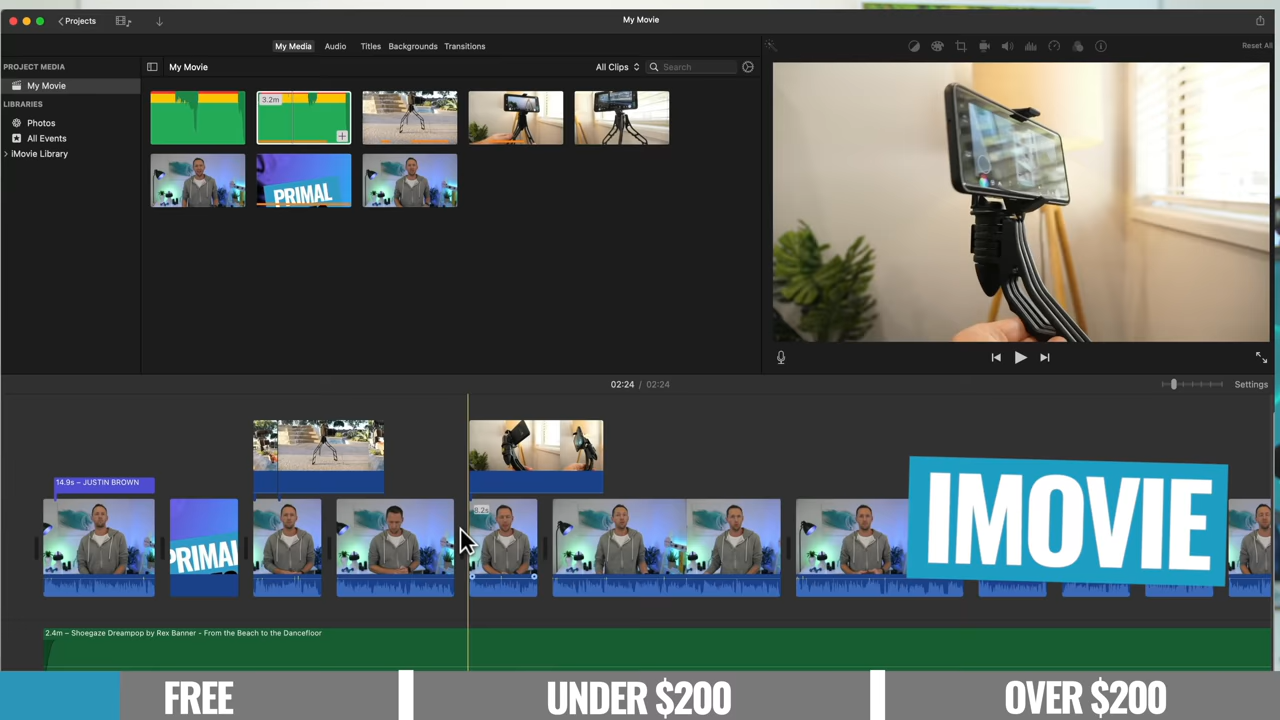 Projects
My Movie
My Media Audio Titles Backgrounds Transitions
Reset All
PROJECT MEDIA
My Movie
LIBRARIES
Photos
All Events
iMovie Library
My Movie
All Clips
Search
3.2m
PRIMAL
02:24 / 02:24
Settings
14.9s – JUSTIN BROWN
PRIMAL
8.2s
IMOVIE
2.4m – Shoegaze Dreampop by Rex Banner - From the Beach to the Dancefloor
FREE
UNDER $200
OVER $200